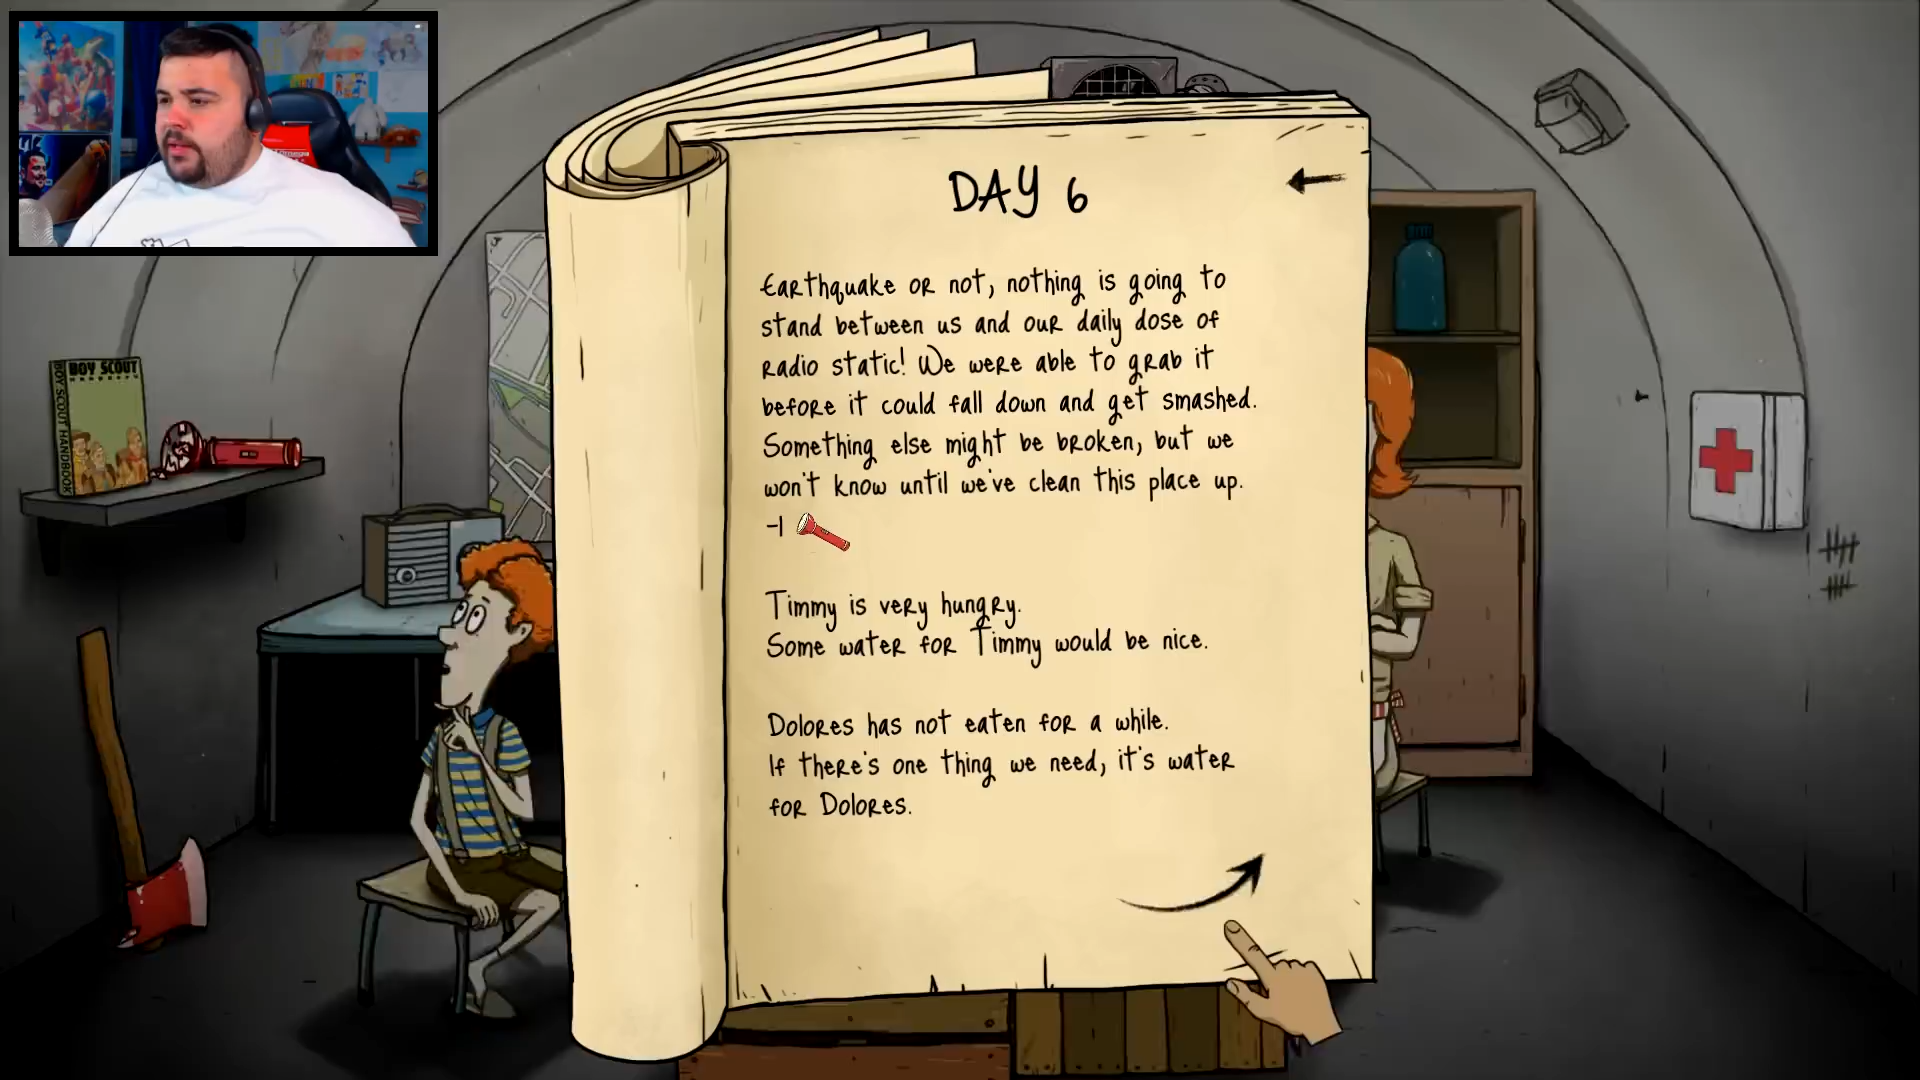 DAY 6
Earthquake or not, nothing is going to
stand between us and our daily dose of
radio static! We were able to grab it
before it could fall down and get smashed.
Something else might be broken, but we
won't know until we've clean this place up.
-1
Timmy is very hungry.
Some water for Timmy would be nice.
Dolores has not eaten for a while.
If there's one thing we need, it's water
for Dolores.
BOY SCOUT
BOY SCOUT HANDBOOK